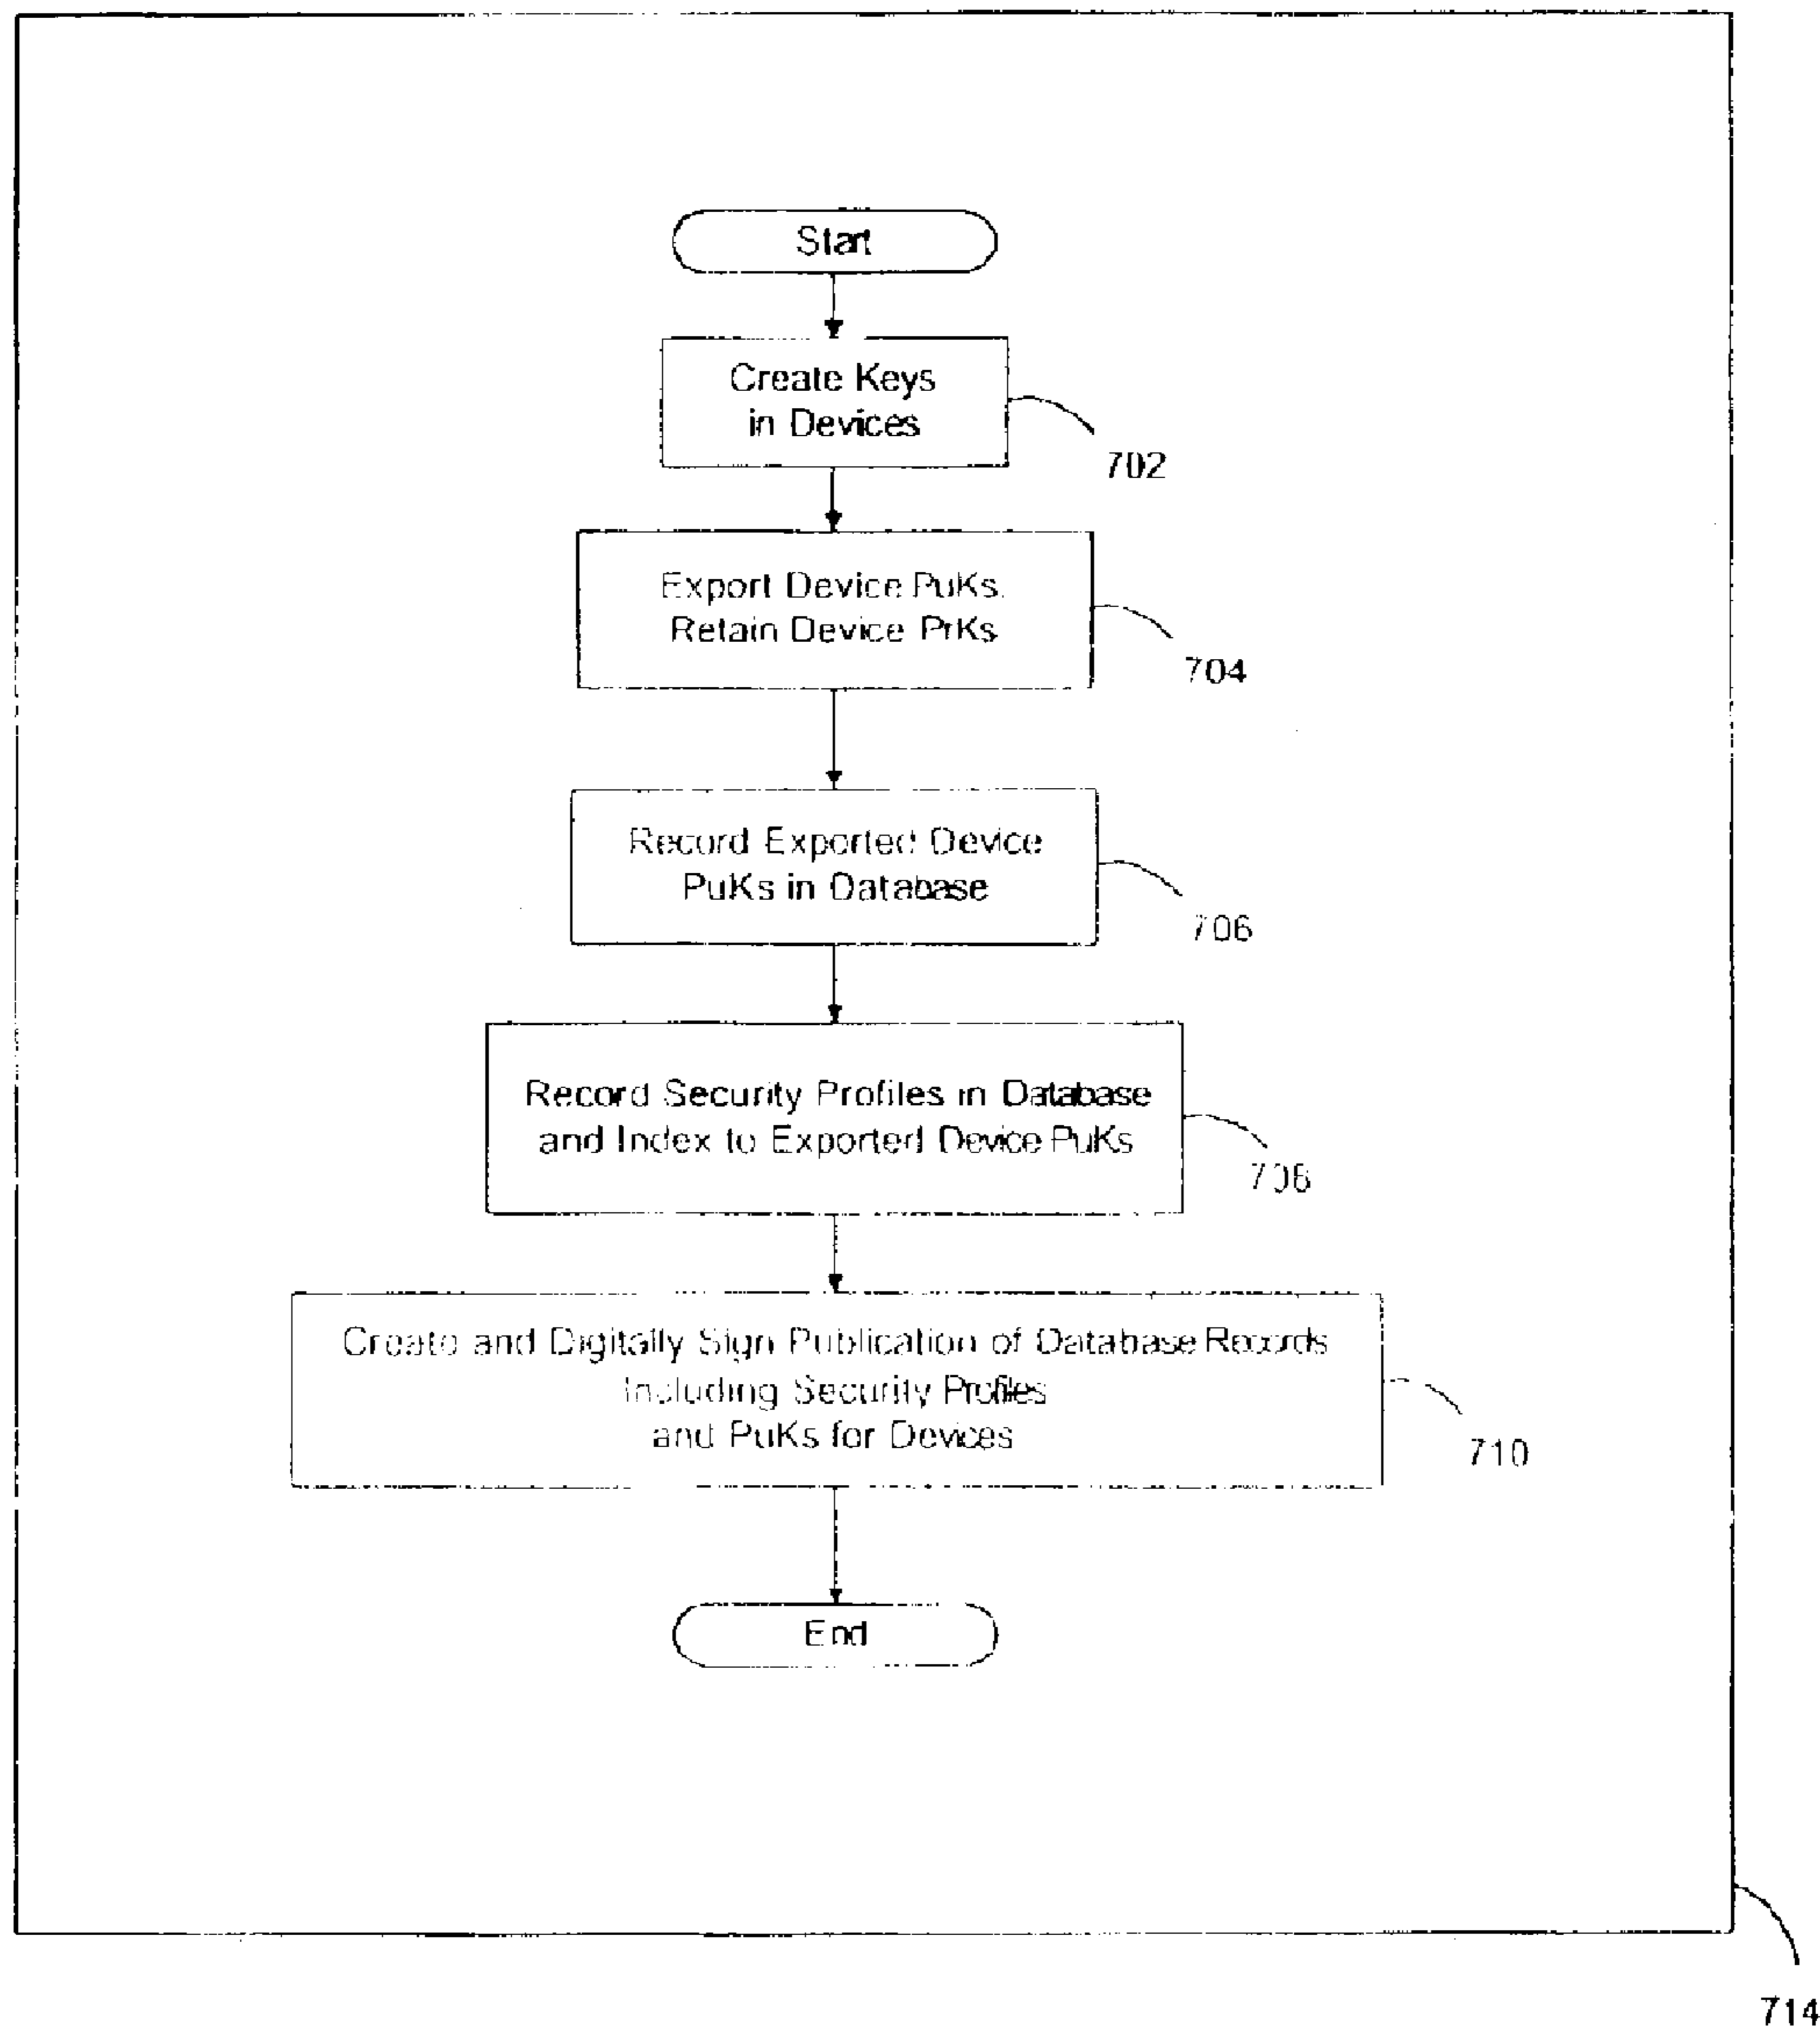 Start
Create Keys
in Devices
702
Export Device PuKs,
Retain Device PrKs
704
Record Exported Device
PuKs in Database
706
Record Security Profiles in Database
and Index to Exported Device PuKs
708
Create and Digitally Sign Publication of Database Records
Including Security Profiles
and PuKs for Devices
710
End
714